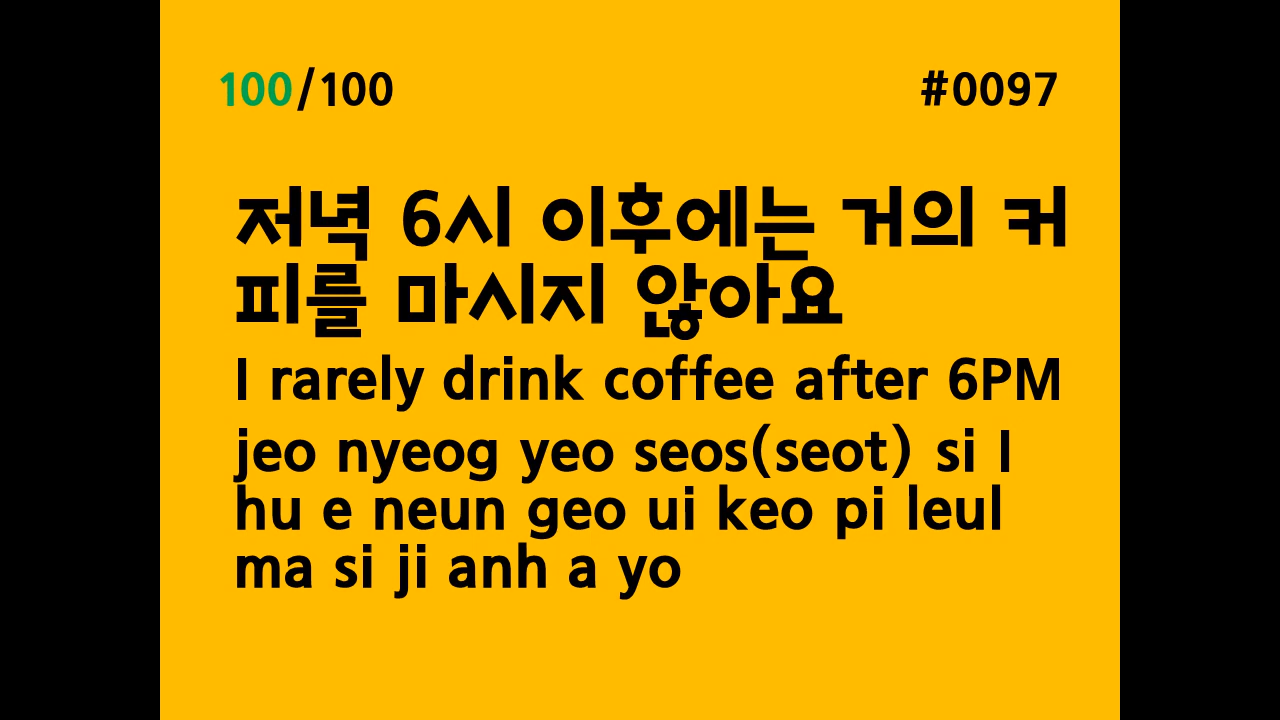 100/100
#0097
저녁 6시 이후에는 거의 커
피를 마시지 않아요
I rarely drink coffee after 6PM
jeo nyeog yeo seos(seot) si I
hu e neun geo ui keo pi leul
ma si ji anh a yo